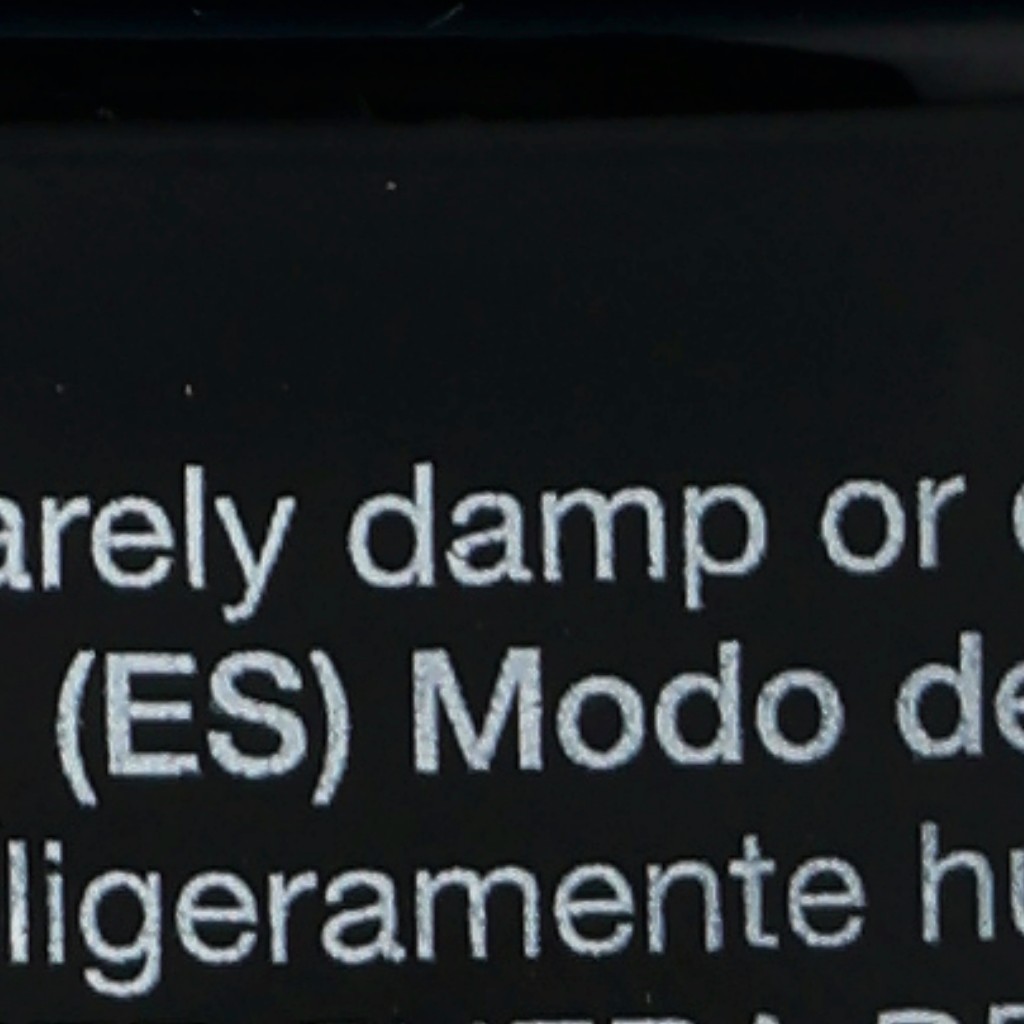 arely damp or
(ES) Modo de
ligeramente hu